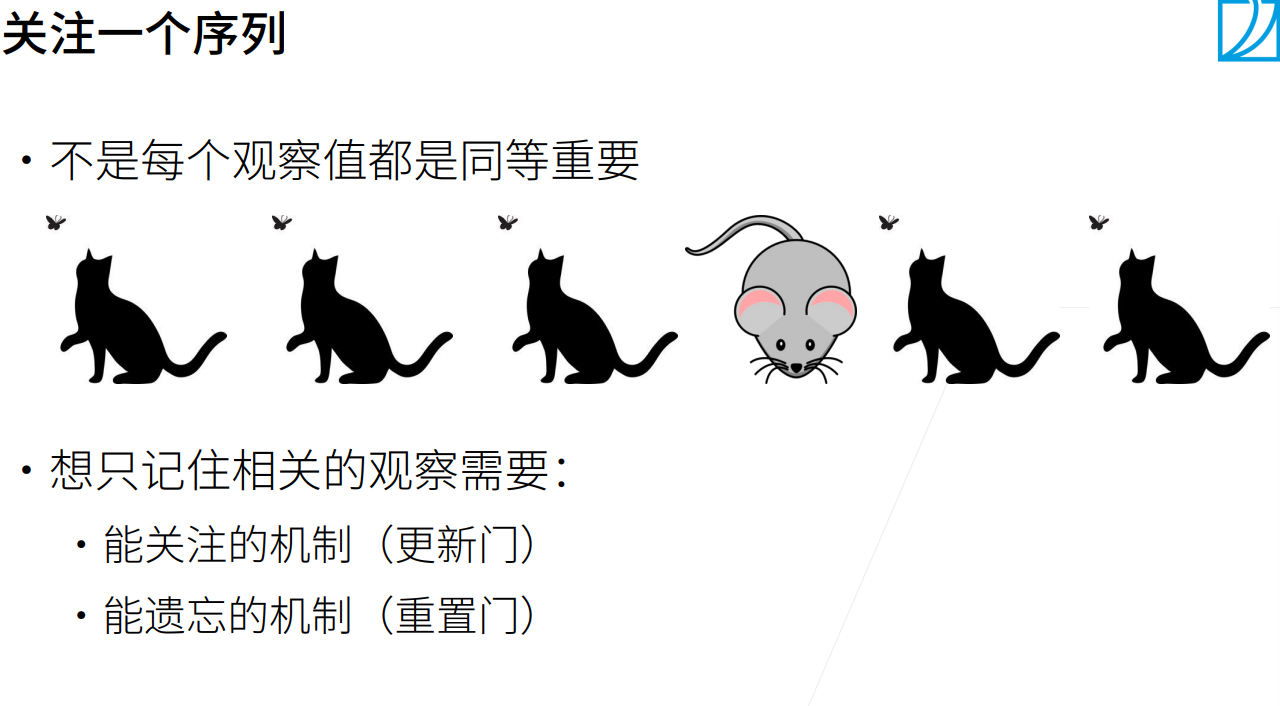 关注一个序列
• 不是每个观察值都是同等重要
• 想只记住相关的观察需要：
• 能关注的机制（更新门）
• 能遗忘的机制（重置门）